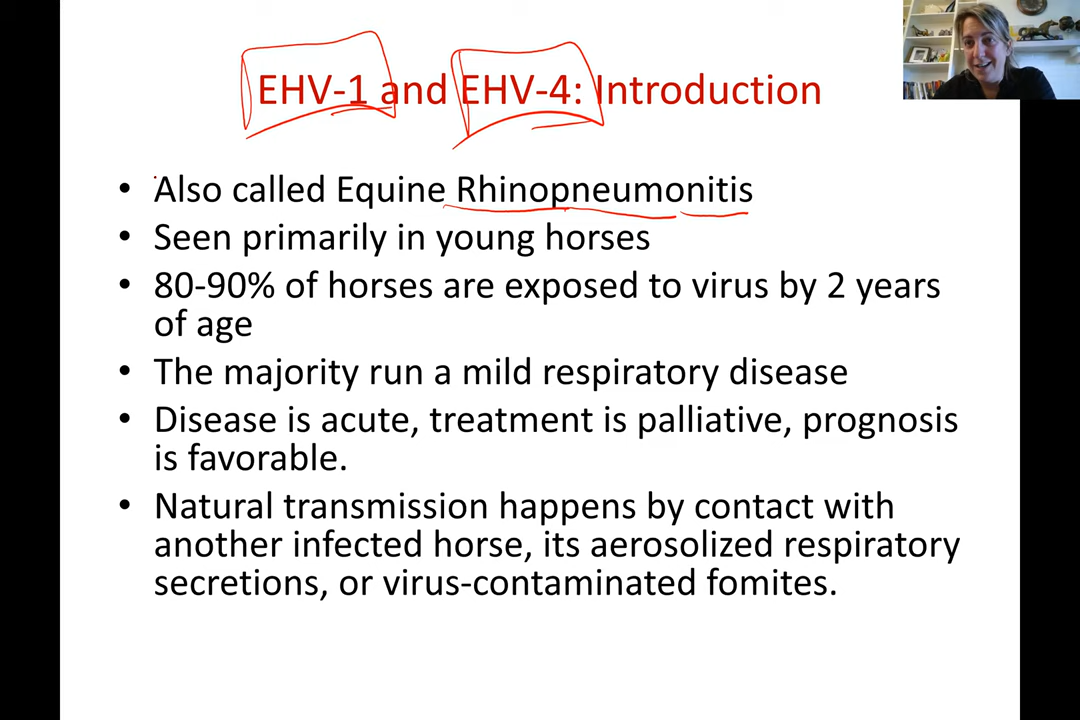 EHV-1 and EHV-4: Introduction
• Also called Equine Rhinopneumonitis
• Seen primarily in young horses
• 80-90% of horses are exposed to virus by 2 years
of age
• The majority run a mild respiratory disease
• Disease is acute, treatment is palliative, prognosis
is favorable.
• Natural transmission happens by contact with
another infected horse, its aerosolized respiratory
secretions, or virus-contaminated fomites.